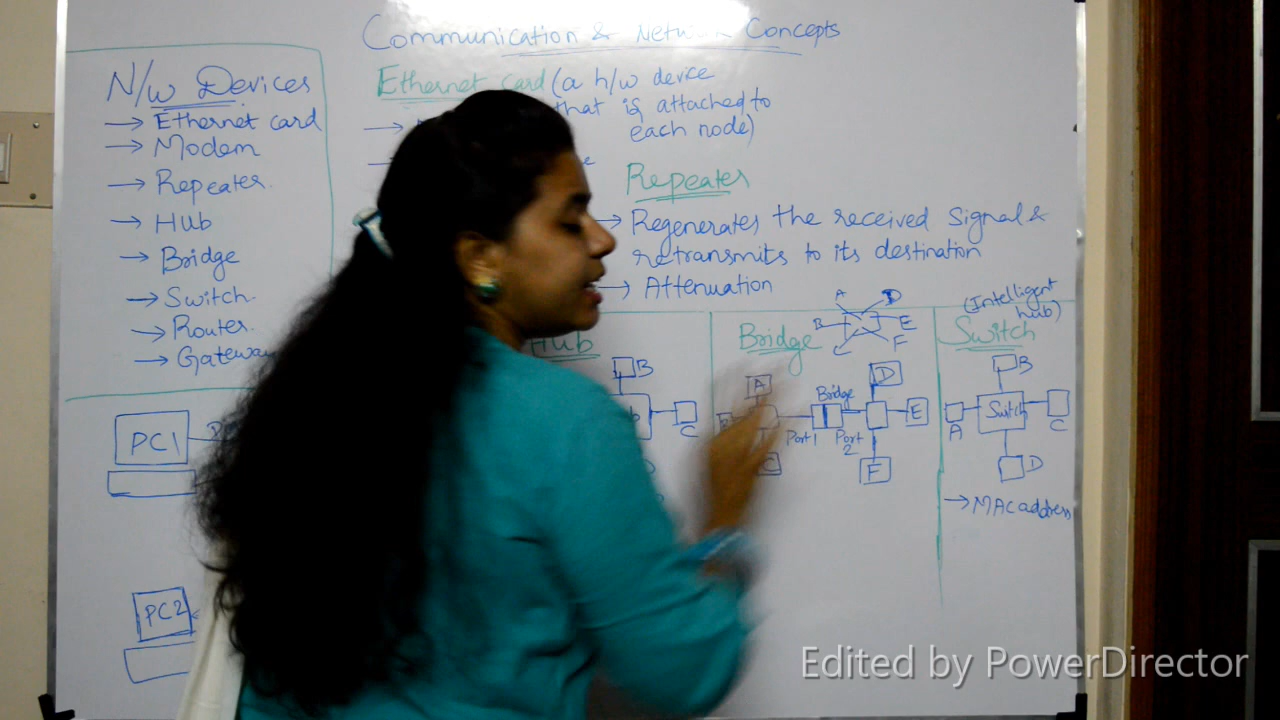 Communication & Network Concepts
N/w Devices
→ Ethernet card
→ Modem
→ Repeater
→ Hub
→ Bridge
→ Switch
→ Router
→ Gateway
Ethernet card (a h/w device
that is attached to
each node)
Repeater
→ Regenerates the received signal &
retransmits to its destination
→ Attenuation
Hub
B
C
Bridge
A
D
B
E
C
F
A
C
Bridge
Port 1
Port
2
D
E
F
(Intelligent
hub)
Switch
B
A
Switch
C
D
→ MAC address
PC1
PC2
Edited by PowerDirector